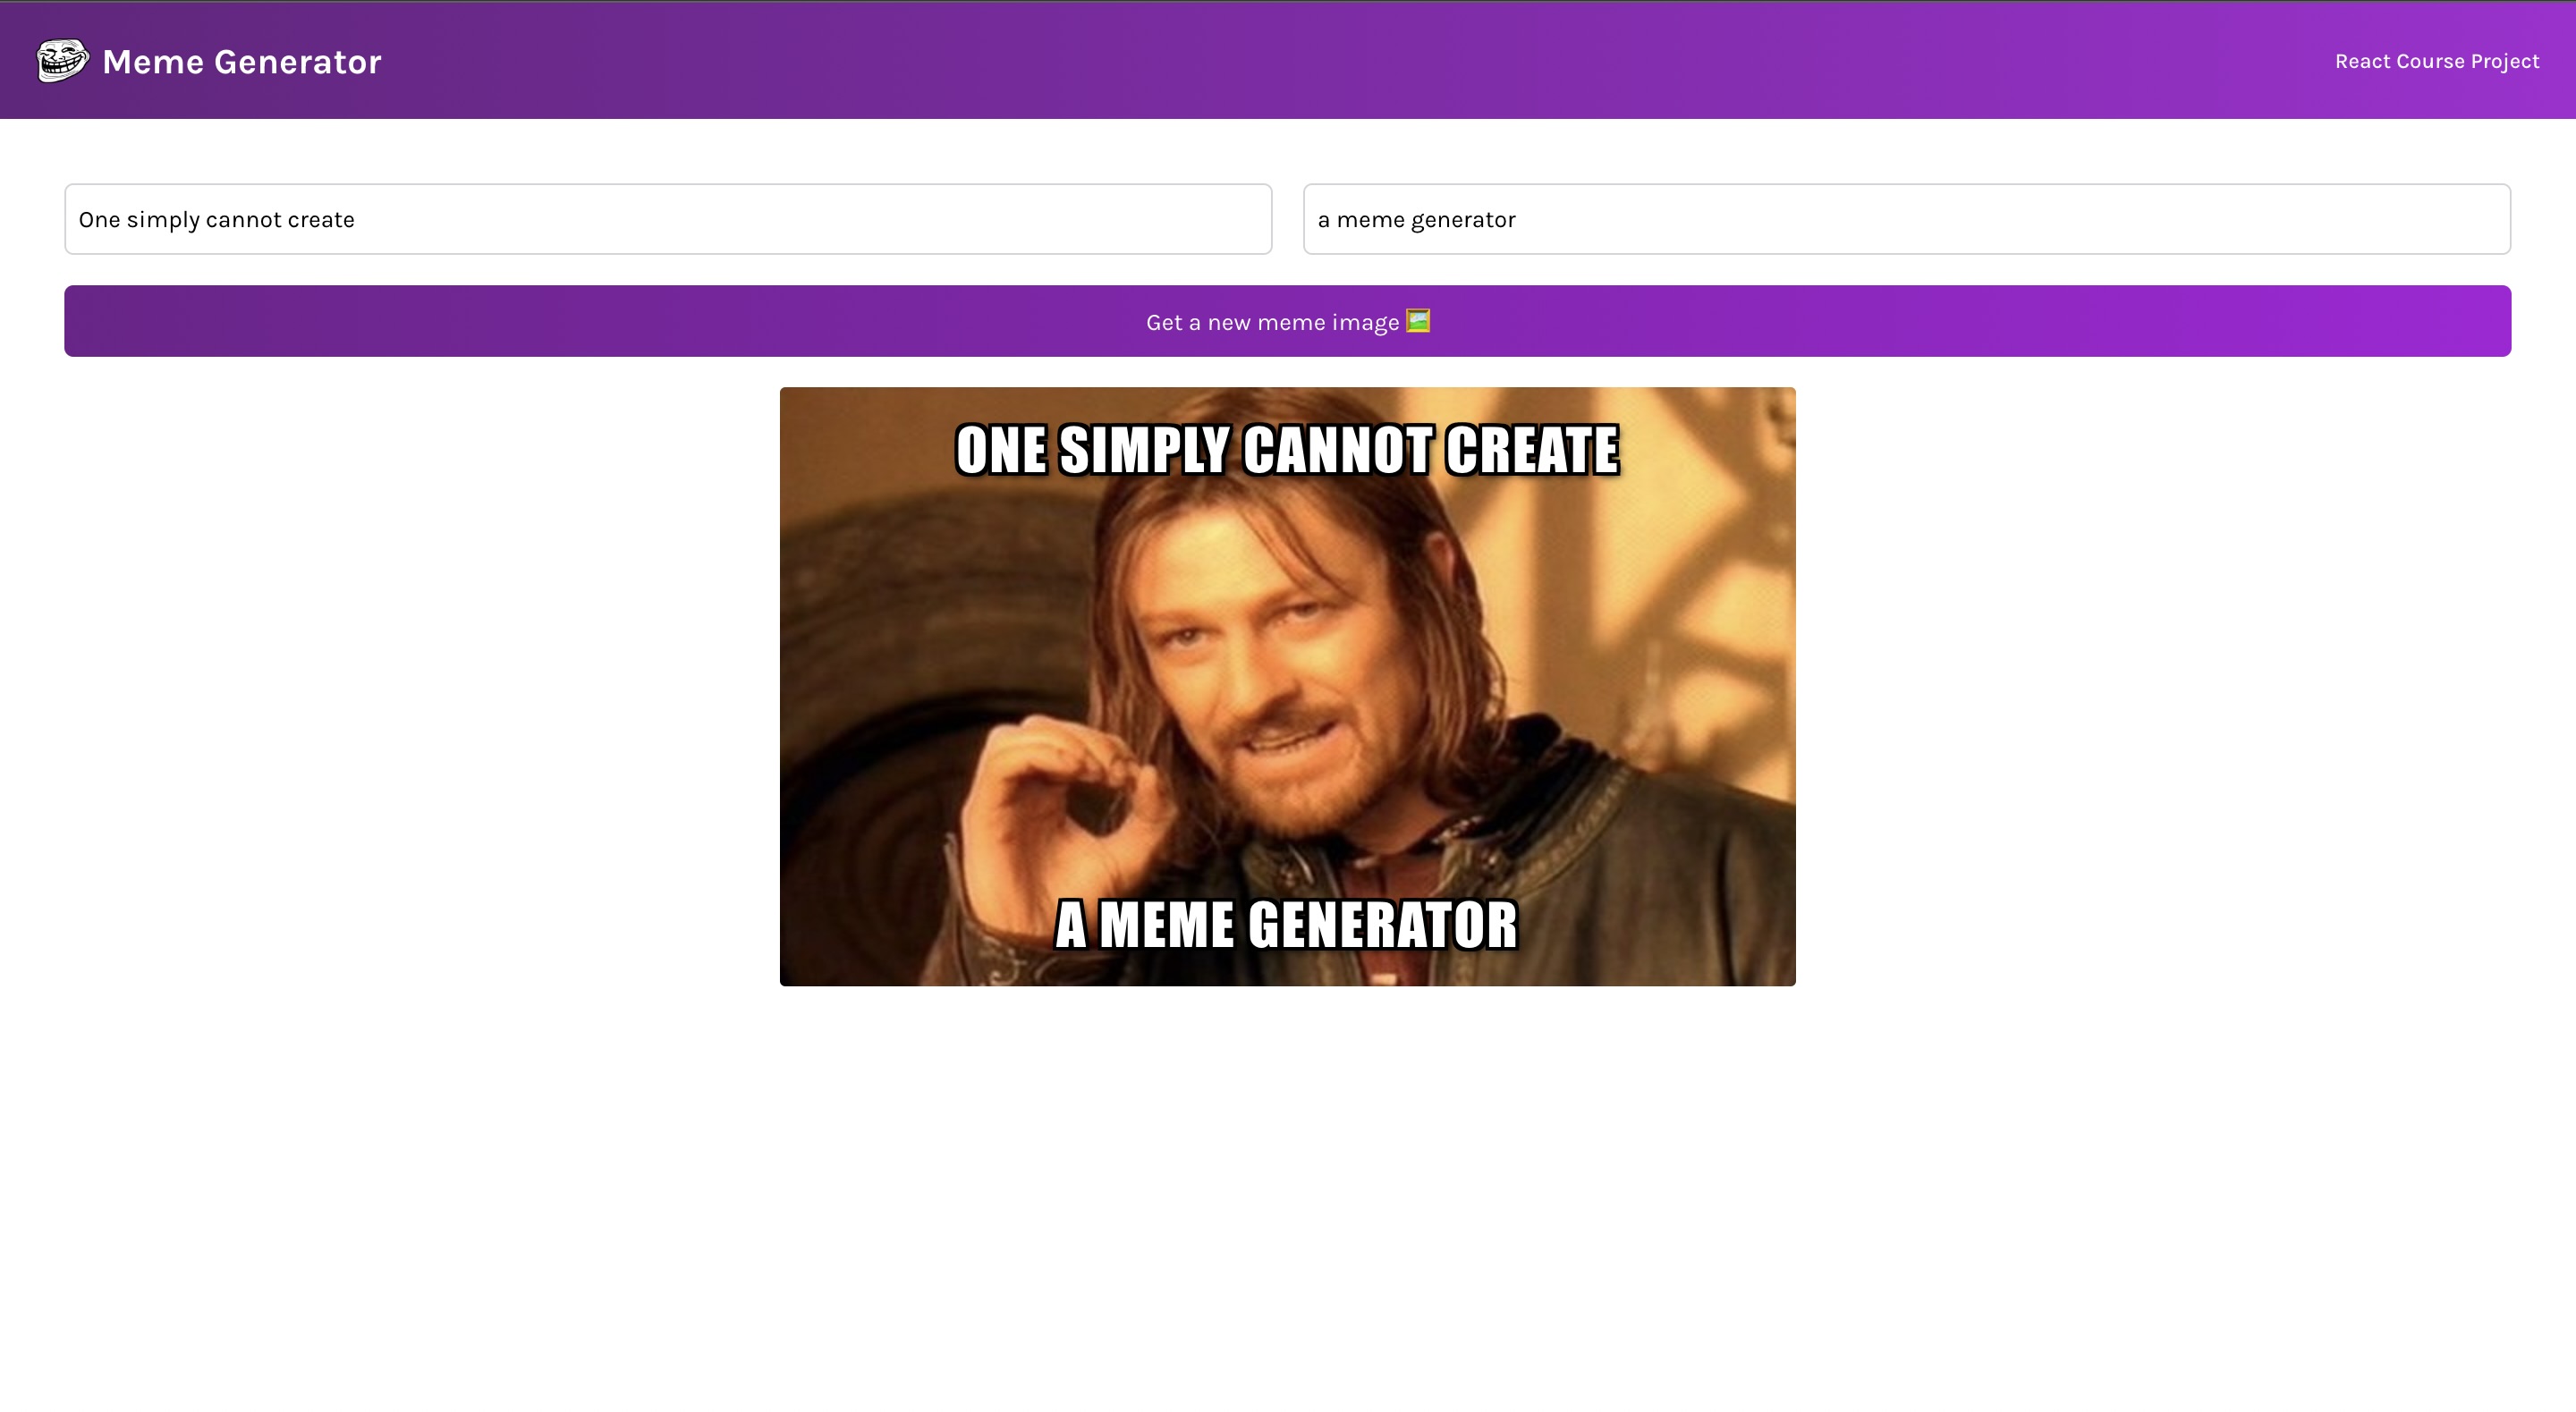 Meme Generator
React Course Project
One simply cannot create
a meme generator
Get a new meme image 🖼️
ONE SIMPLY CANNOT CREATE
A MEME GENERATOR